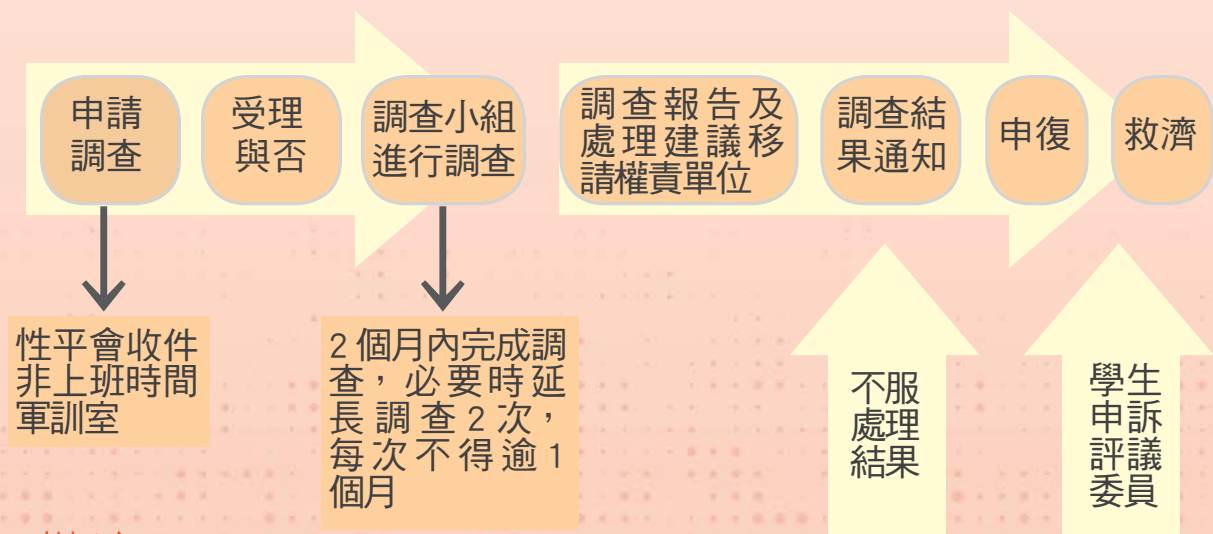 申請
調查
受理
與否
調查小組
進行調查
調查報告及
處理建議移
請權責單位
調查結
果通知
申復
救濟
性平會收件
非上班時間
軍訓室
2個月內完成調
查，必要時延
長調查2次，
每次不得逾1
個月
不服
處理
結果
學生
申訴
評議
委員